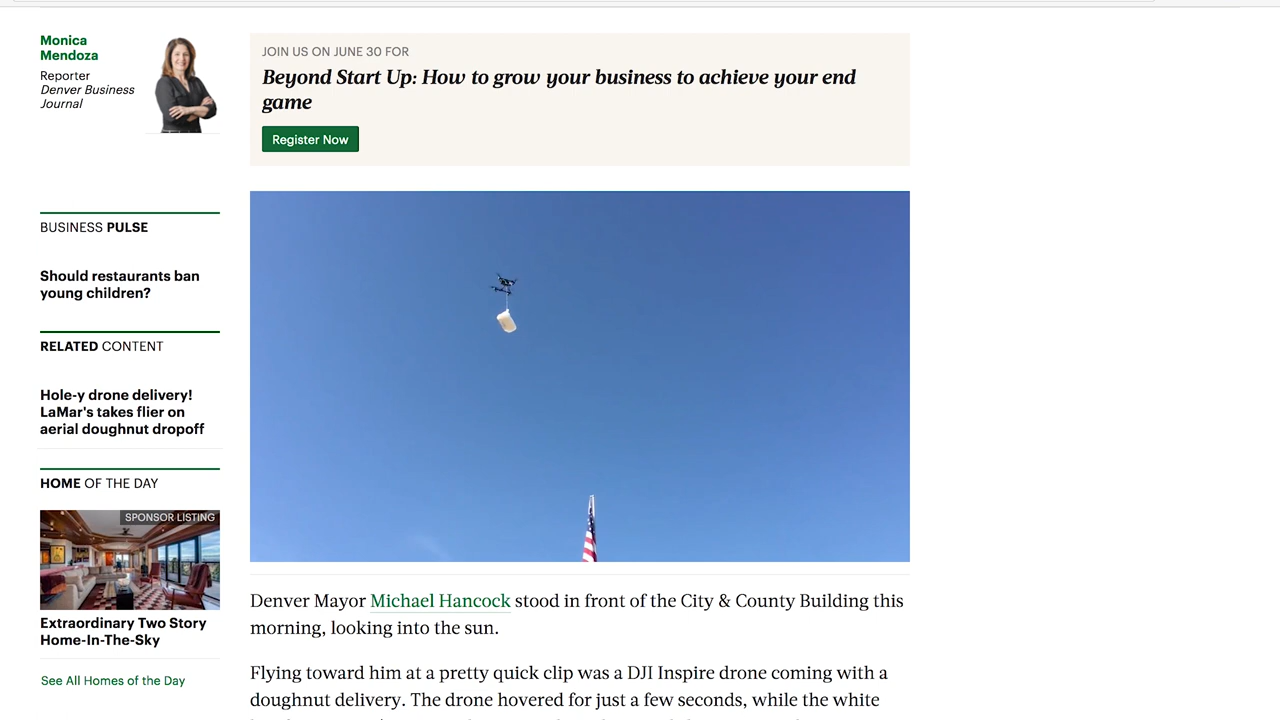 Monica
Mendoza
Reporter
Denver Business
Journal
JOIN US ON JUNE 30 FOR
Beyond Start Up: How to grow your business to achieve your end
game
Register Now
BUSINESS PULSE
Should restaurants ban
young children?
RELATED CONTENT
Hole-y drone delivery!
LaMar's takes flier on
aerial doughnut dropoff
HOME OF THE DAY
SPONSOR LISTING
Extraordinary Two Story
Home-In-The-Sky
See All Homes of the Day
Denver Mayor Michael Hancock stood in front of the City & County Building this
morning, looking into the sun.
Flying toward him at a pretty quick clip was a DJI Inspire drone coming with a
doughnut delivery. The drone hovered for just a few seconds, while the white